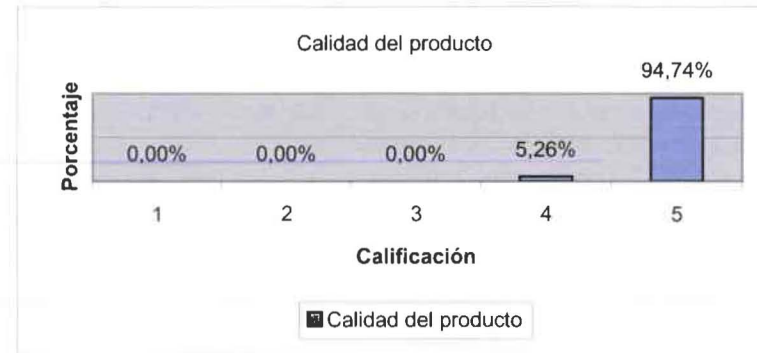 Calidad del producto
94,74%
Porcentaje
0,00% 0,00% 0,00% 5,26%
1 2 3 4 5
Calificación
Calidad del producto